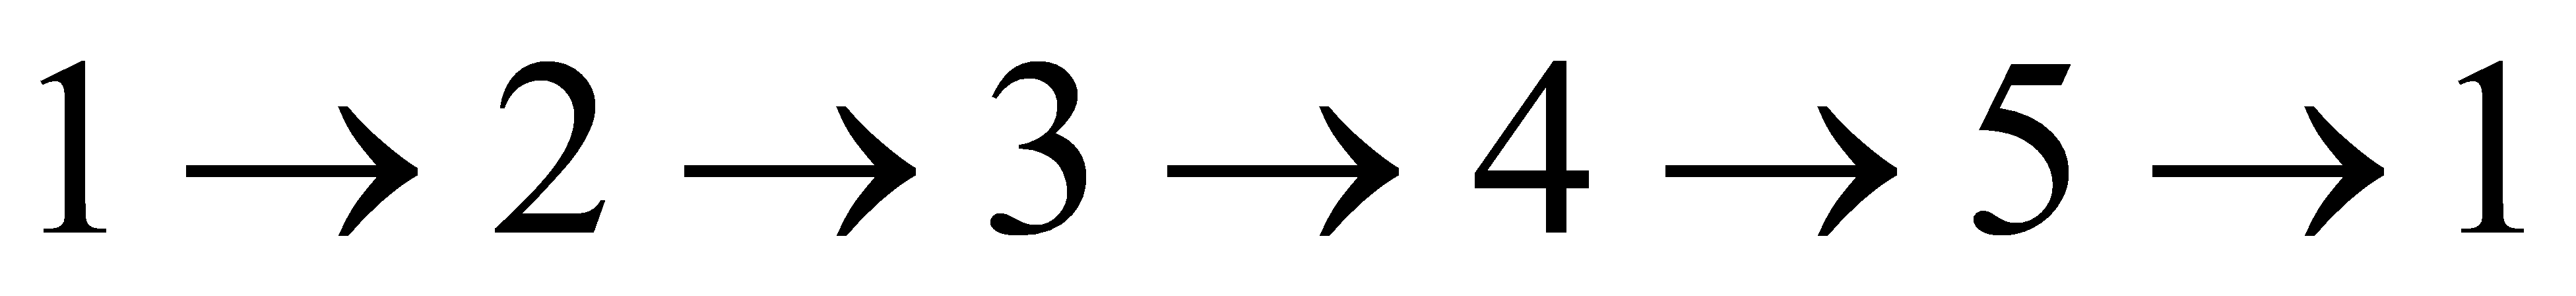 1 → 2 → 3 → 4 → 5 → 1